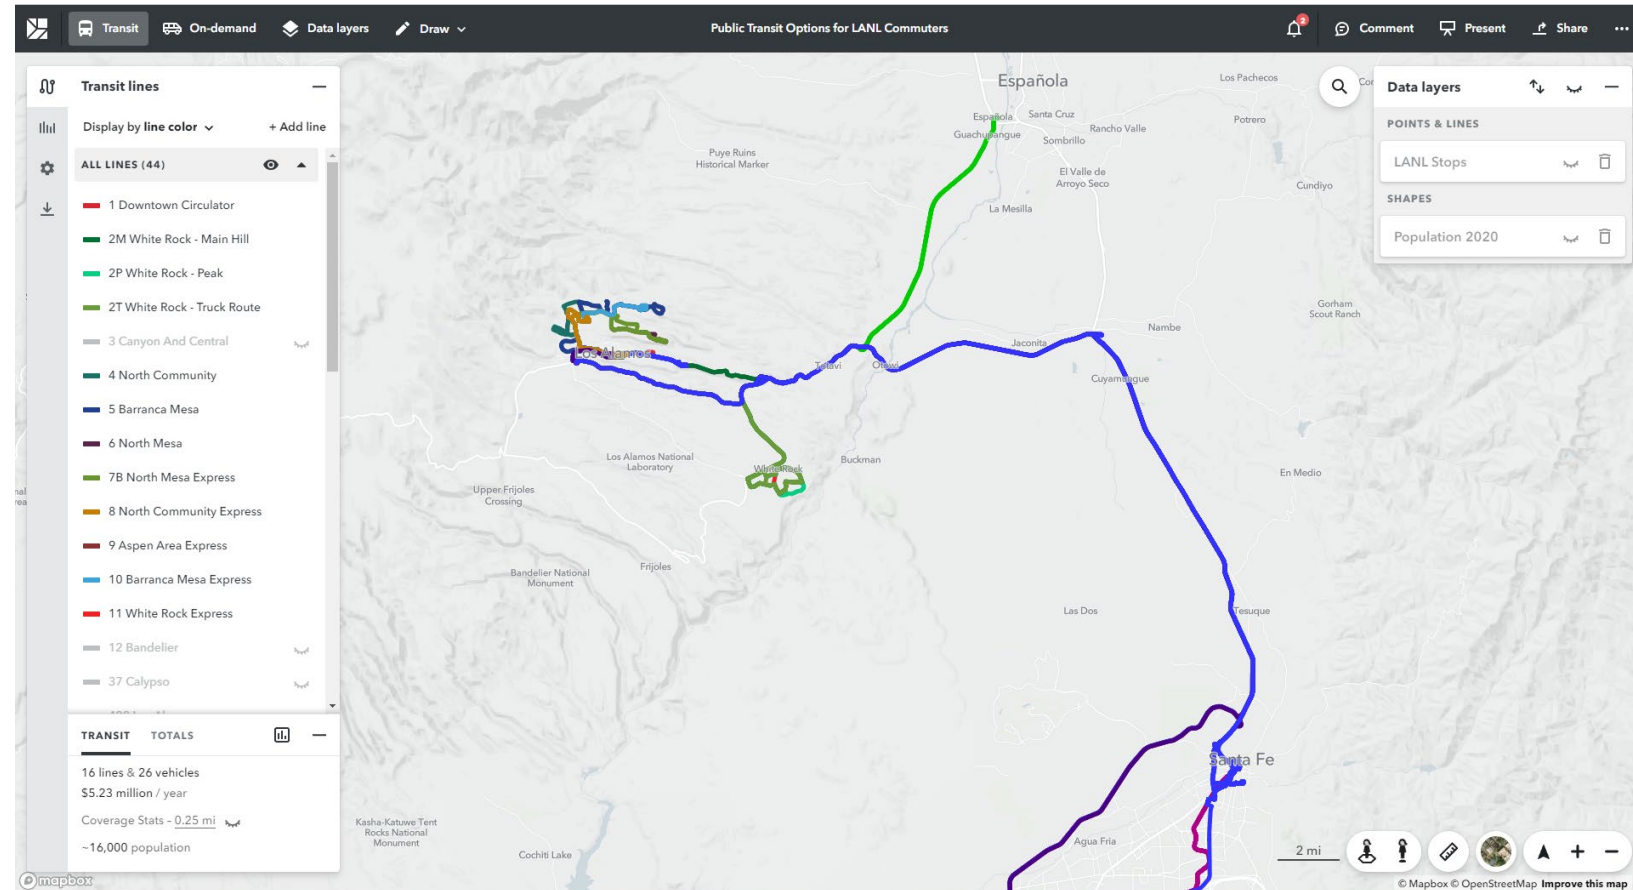 Transit
On-demand
Data layers
Draw
Public Transit Options for LANL Commuters
2
Comment
Present
Share
Transit lines
Display by line color
+ Add line
ALL LINES (44)
1 Downtown Circulator
2M White Rock - Main Hill
2P White Rock - Peak
2T White Rock - Truck Route
3 Canyon And Central
4 North Community
5 Barranca Mesa
6 North Mesa
7B North Mesa Express
8 North Community Express
9 Aspen Area Express
10 Barranca Mesa Express
11 White Rock Express
12 Bandelier
37 Calypso
TRANSIT
TOTALS
16 lines & 26 vehicles
$5.23 million / year
Coverage Stats - 0.25 mi
~16,000 population
Data layers
POINTS & LINES
LANL Stops
SHAPES
Population 2020
Española
Los Pachecos
Española
Santa Cruz
Guachupangue
Sombrillo
Rancho Valle
Potrero
Puye Ruins
Historical Marker
El Valle de
Arroyo Seco
Cundiyo
La Mesilla
Gorham
Scout Ranch
Nambe
Jaconita
Los Alamos
Totavi
Otowi
Cuyamungue
Los Alamos National
Laboratory
White Rock
Buckman
En Medio
Upper Frijoles
Crossing
Bandelier National
Monument
Frijoles
Las Dos
Tesuque
Santa Fe
Kasha-Katuwe Tent
Rocks National
Monument
Cochiti Lake
Agua Fria
2 mi
mapbox
© Mapbox © OpenStreetMap Improve this map